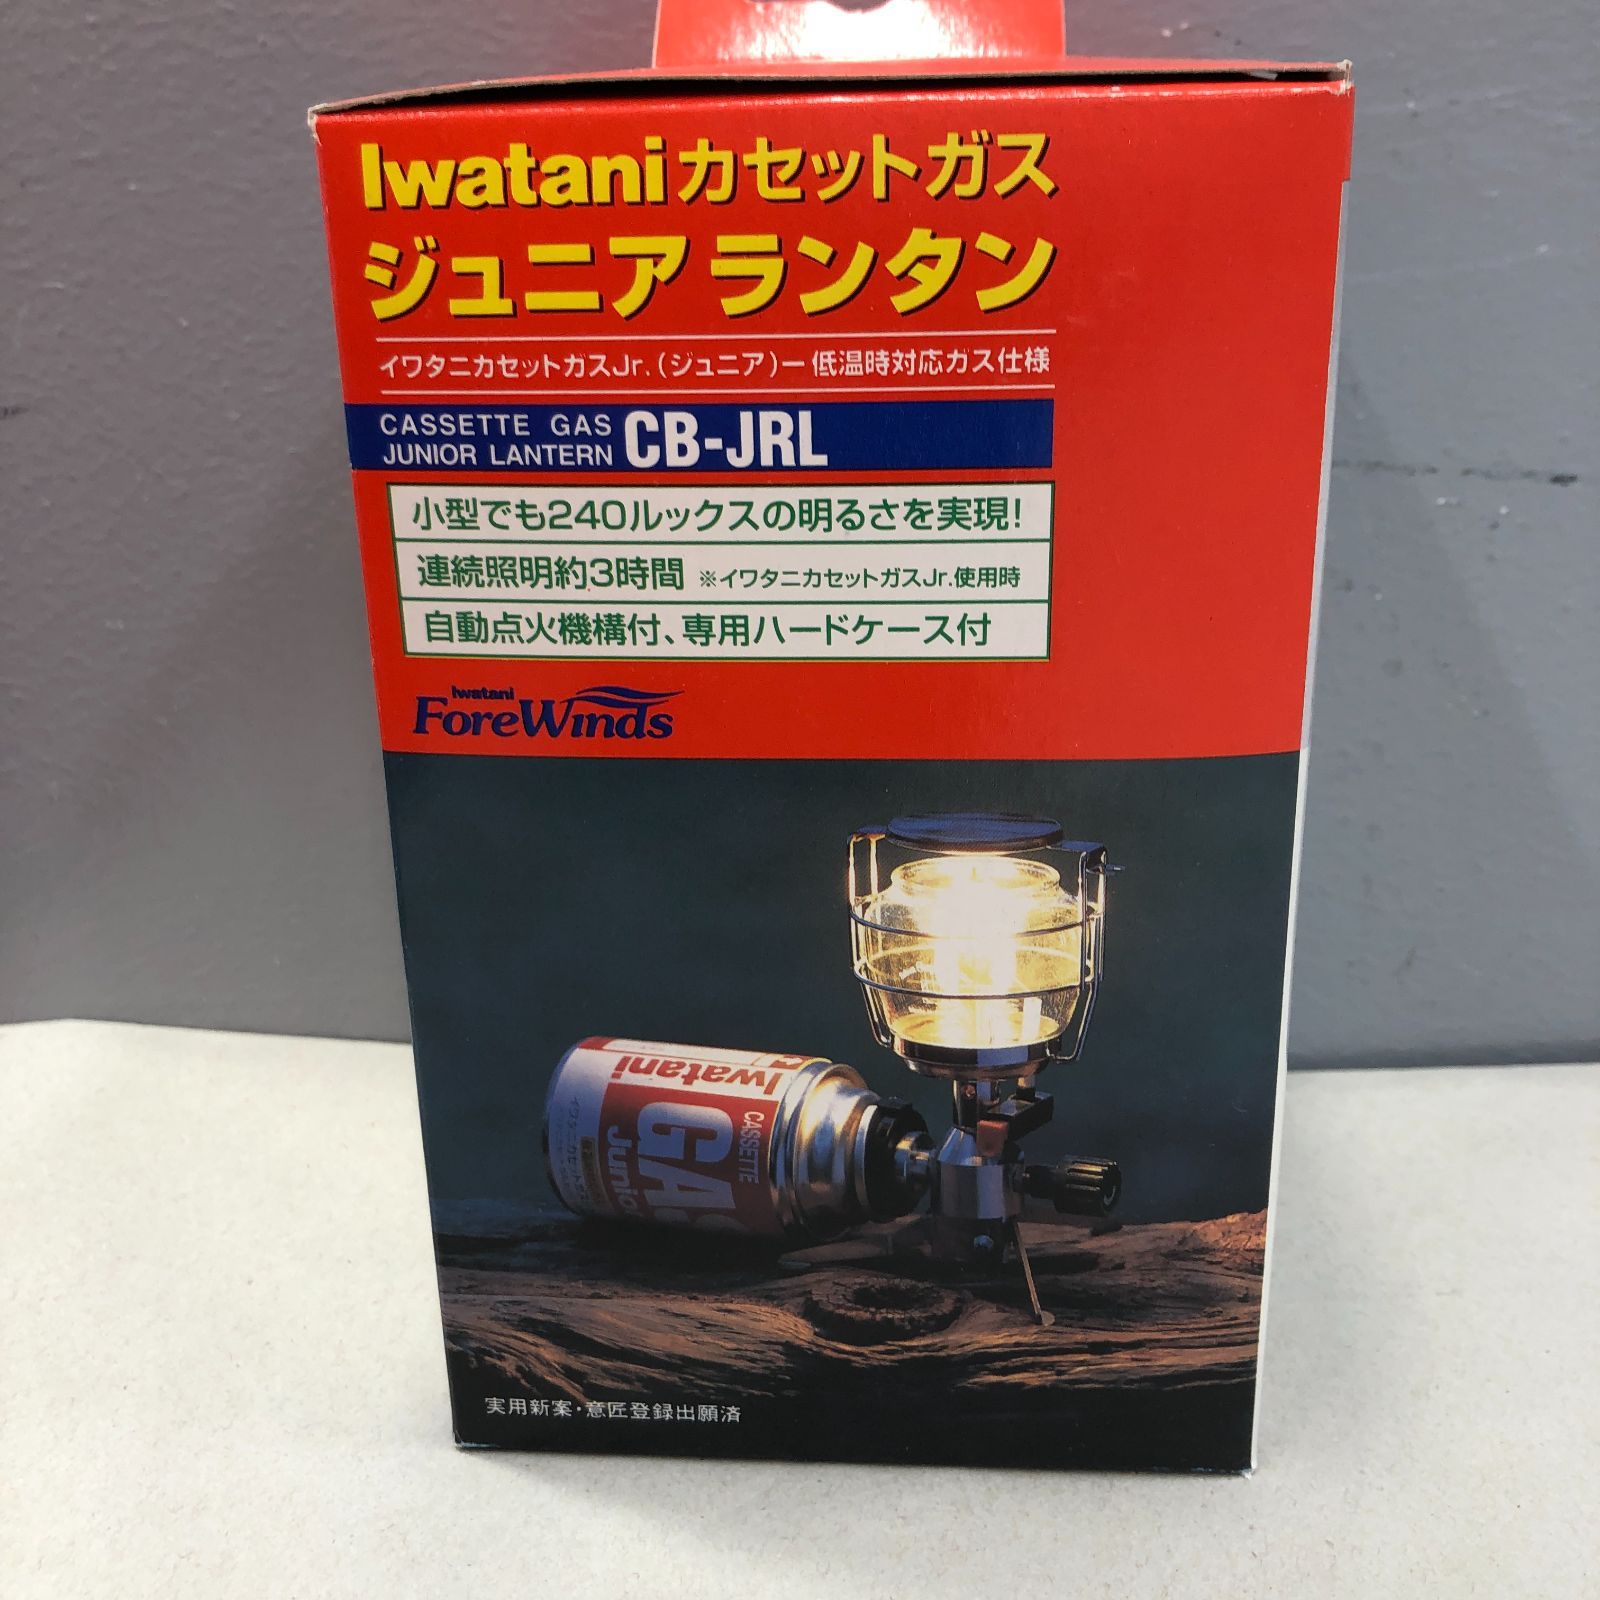 Iwataniカセットガス
ジュニア ランタン
イワタニカセットガスJr.(ジュニア)ー低温時対応ガス仕様
CASSETTE GAS
JUNIOR LANTERN CB-JRL
小型でも240ルックスの明るさを実現!
連続照明約3時間 ※イワタニカセットガスJr.使用時
自動点火機構付、専用ハードケース付
Iwatani
ForeWinds
Iwatani
CASSETTE
GAS
Junior
実用新案・意匠登録出願済